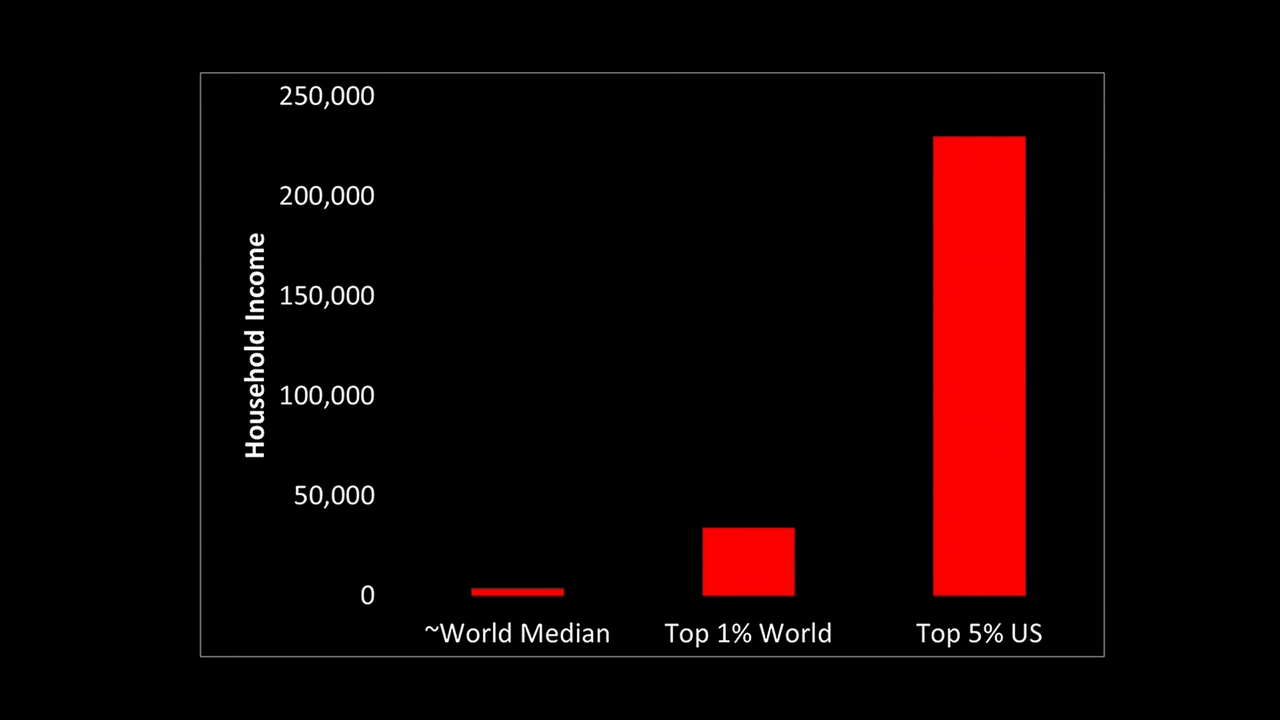 250,000
200,000
150,000
100,000
50,000
0
Household Income
~World Median
Top 1% World
Top 5% US